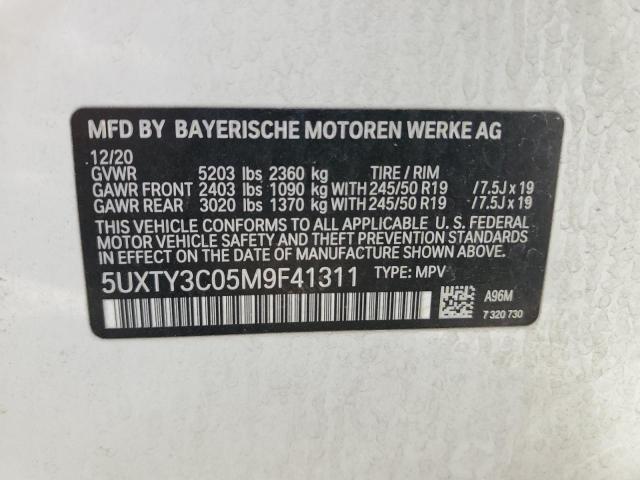 MFD BY BAYERISCHE MOTOREN WERKE AG
12/20
GVWR 5203 lbs 2360 kg TIRE / RIM
GAWR FRONT 2403 lbs 1090 kg WITH 245/50 R19 /7.5J x 19
GAWR REAR 3020 lbs 1370 kg WITH 245/50 R19 /7.5J x 19
THIS VEHICLE CONFORMS TO ALL APPLICABLE U. S. FEDERAL
MOTOR VEHICLE SAFETY AND THEFT PREVENTION STANDARDS
IN EFFECT ON THE DATE OF MANUFACTURE SHOWN ABOVE.
5UXTY3C05M9F41311 TYPE: MPV
A96M
7 320 730